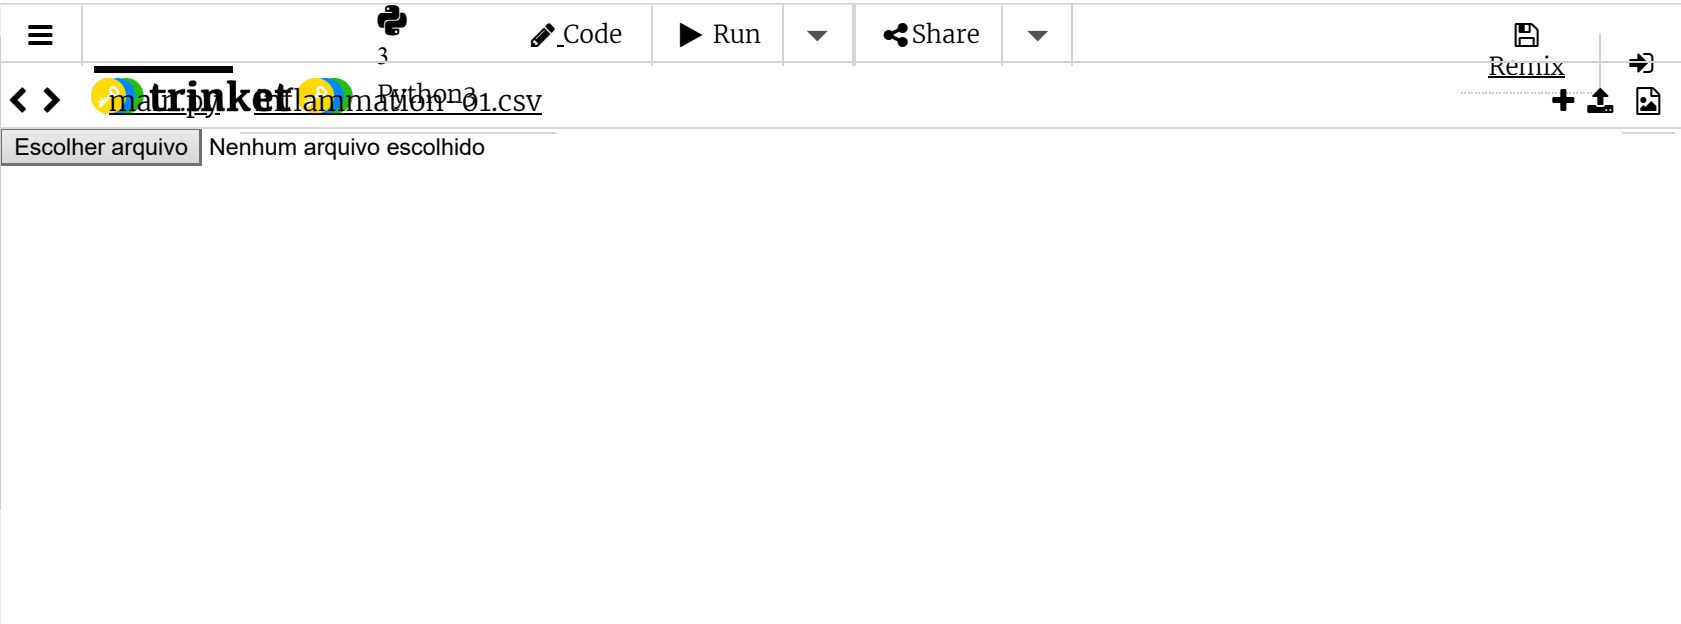 3
Code
Run
Share
Remix
main.py
trinket
inflammation-01.csv
Python3
Escolher arquivo Nenhum arquivo escolhido